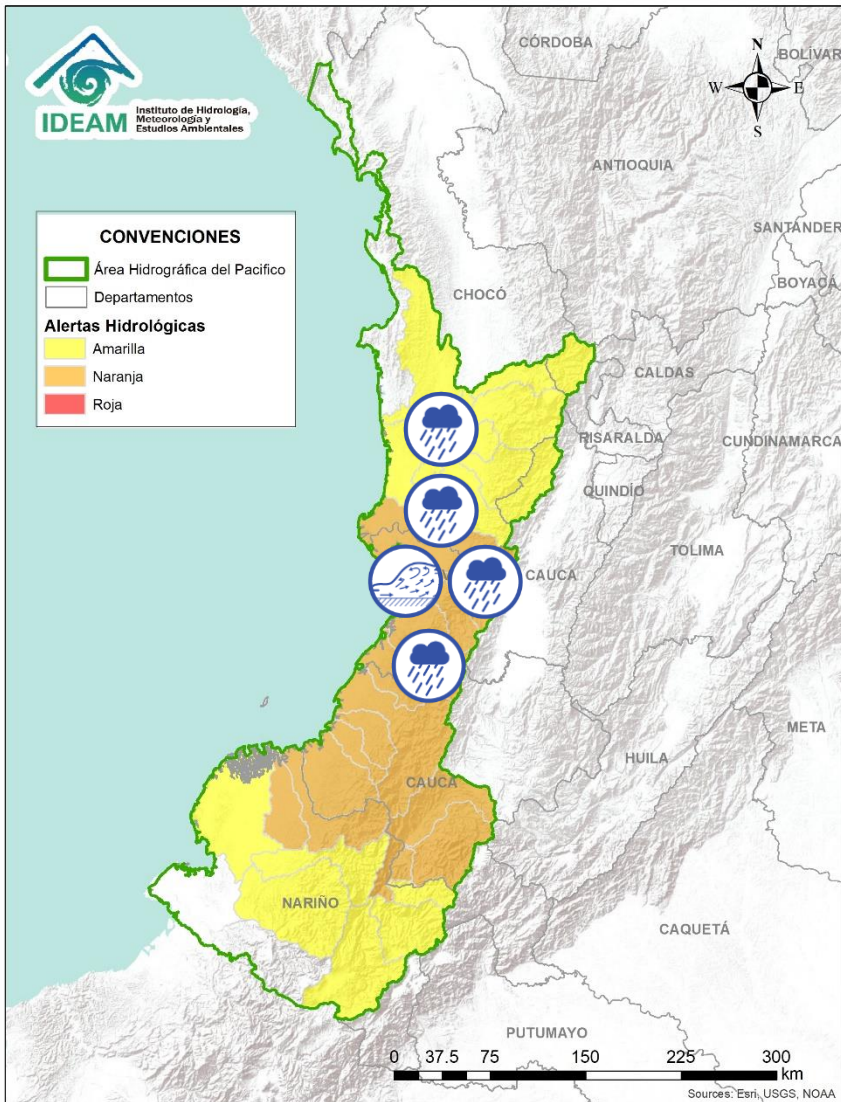 IDEAM
Instituto de Hidrología,
Meteorología y
Estudios Ambientales
CÓRDOBA
BOLÍVAR
N
W
E
S
ANTIOQUIA
SANTANDER
BOYACÁ
CHOCÓ
CALDAS
RISARALDA
CUNDINAMARCA
QUINDÍO
TOLIMA
CAUCA
META
HUILA
CAUCA
NARIÑO
CAQUETÁ
PUTUMAYO
CONVENCIONES
Área Hidrográfica del Pacifico
Departamentos
Alertas Hidrológicas
Amarilla
Naranja
Roja
0 37.5 75 150 225 300
km
Sources: Esri, USGS, NOAA